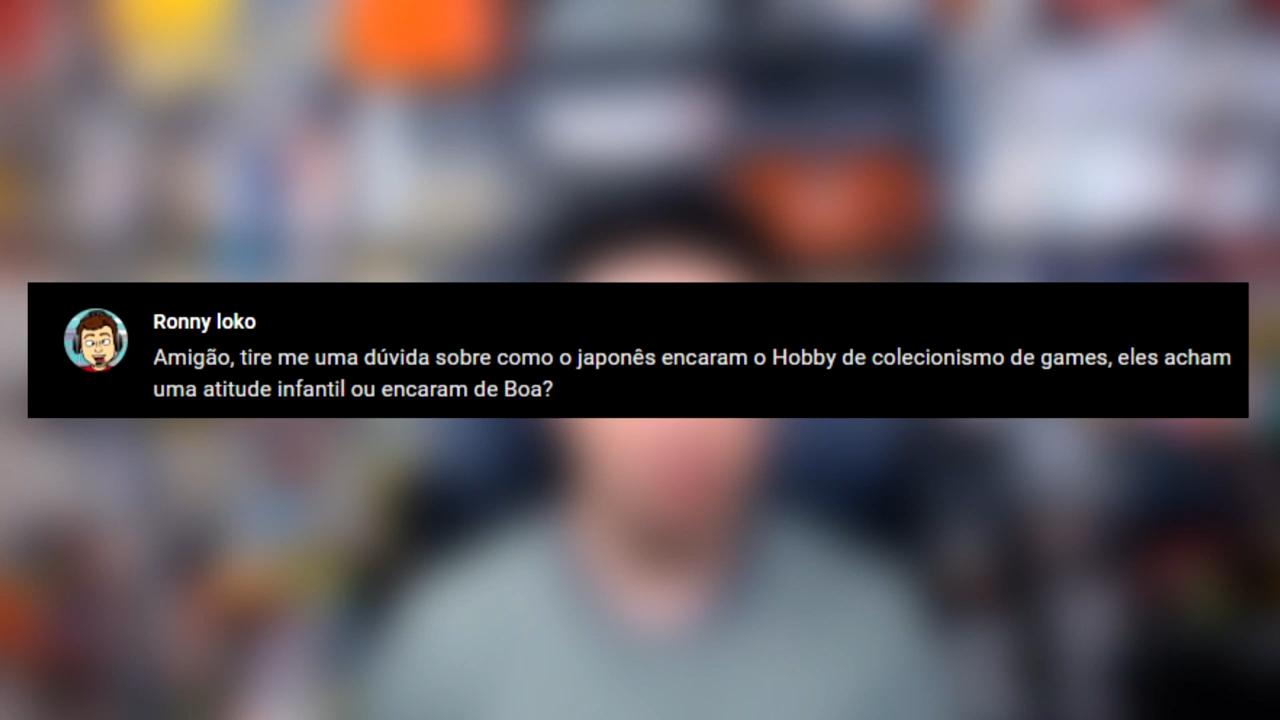 Ronny loko
Amigão, tire me uma dúvida sobre como o japonês encaram o Hobby de colecionismo de games, eles acham
uma atitude infantil ou encaram de Boa?